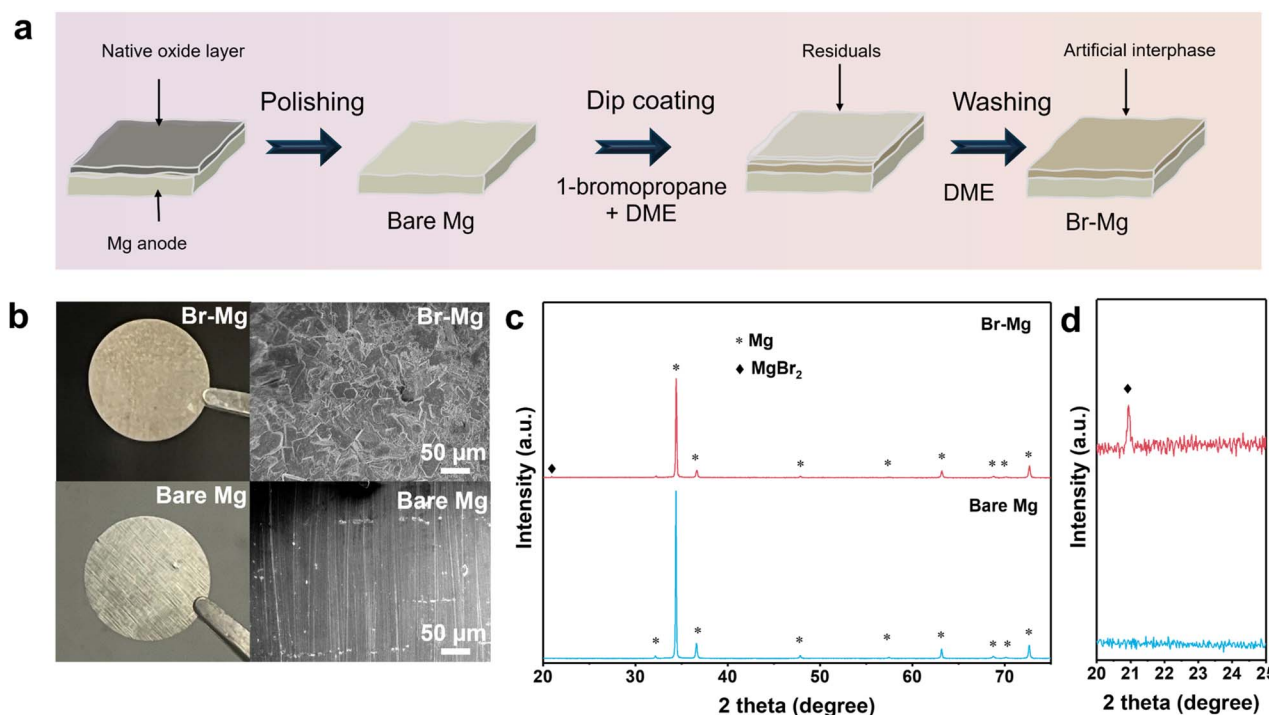 a
Native oxide layer
Mg anode
Polishing
Bare Mg
Dip coating
1-bromopropane
+ DME
Residuals
Washing
DME
Artificial interphase
Br-Mg
b
Br-Mg
Br-Mg
50 µm
Bare Mg
Bare Mg
50 µm
c
Br-Mg
* Mg
♦ MgBr₂
Bare Mg
Intensity (a.u.)
20 30 40 50 60 70
2 theta (degree)
d
Intensity (a.u.)
20 21 22 23 24 25
2 theta (degree)